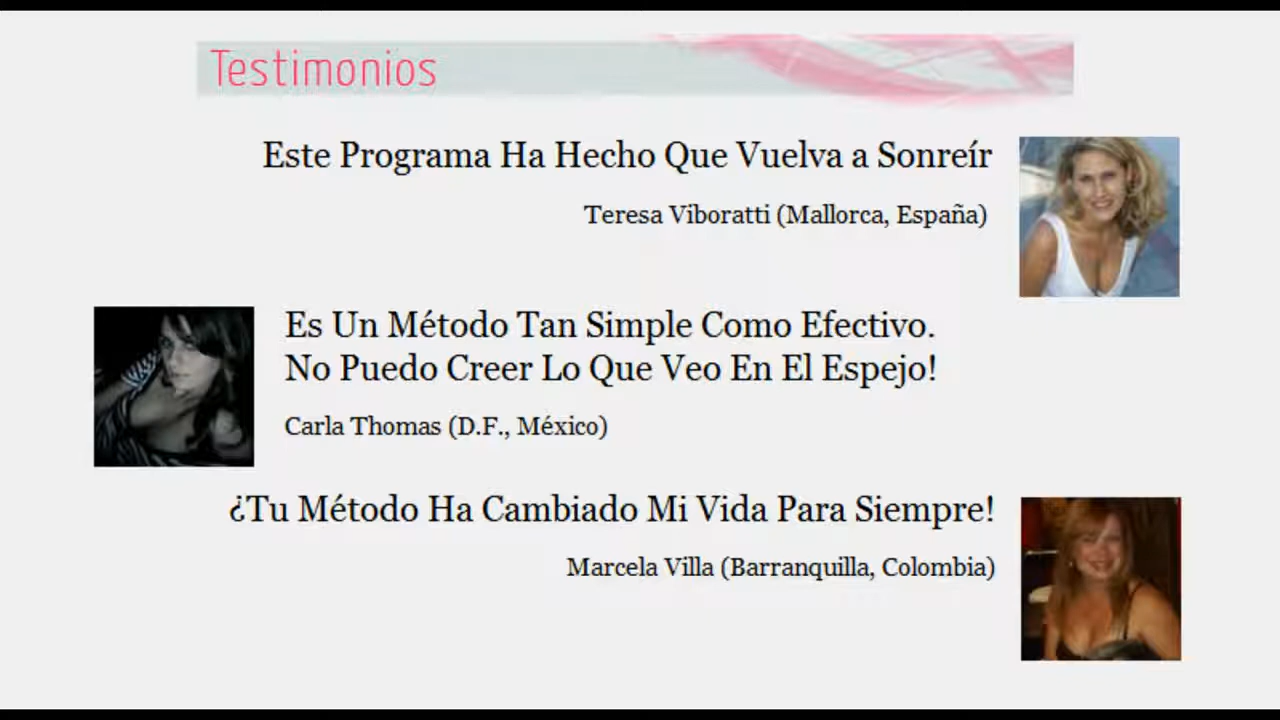 Testimonios
Este Programa Ha Hecho Que Vuelva a Sonreír
Teresa Viboratti (Mallorca, España)
Es Un Método Tan Simple Como Efectivo.
No Puedo Creer Lo Que Veo En El Espejo!
Carla Thomas (D.F., México)
¿Tu Método Ha Cambiado Mi Vida Para Siempre!
Marcela Villa (Barranquilla, Colombia)